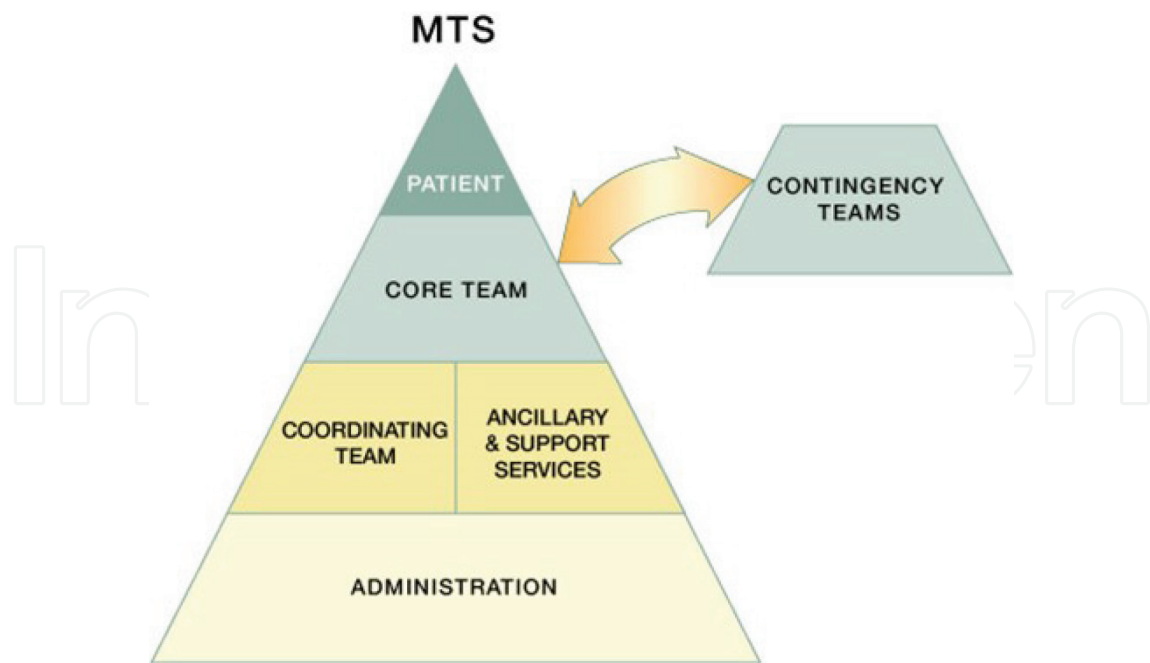 MTS
PATIENT
CONTINGENCY
TEAMS
CORE TEAM
COORDINATING
TEAM
ANCILLARY
& SUPPORT
SERVICES
ADMINISTRATION